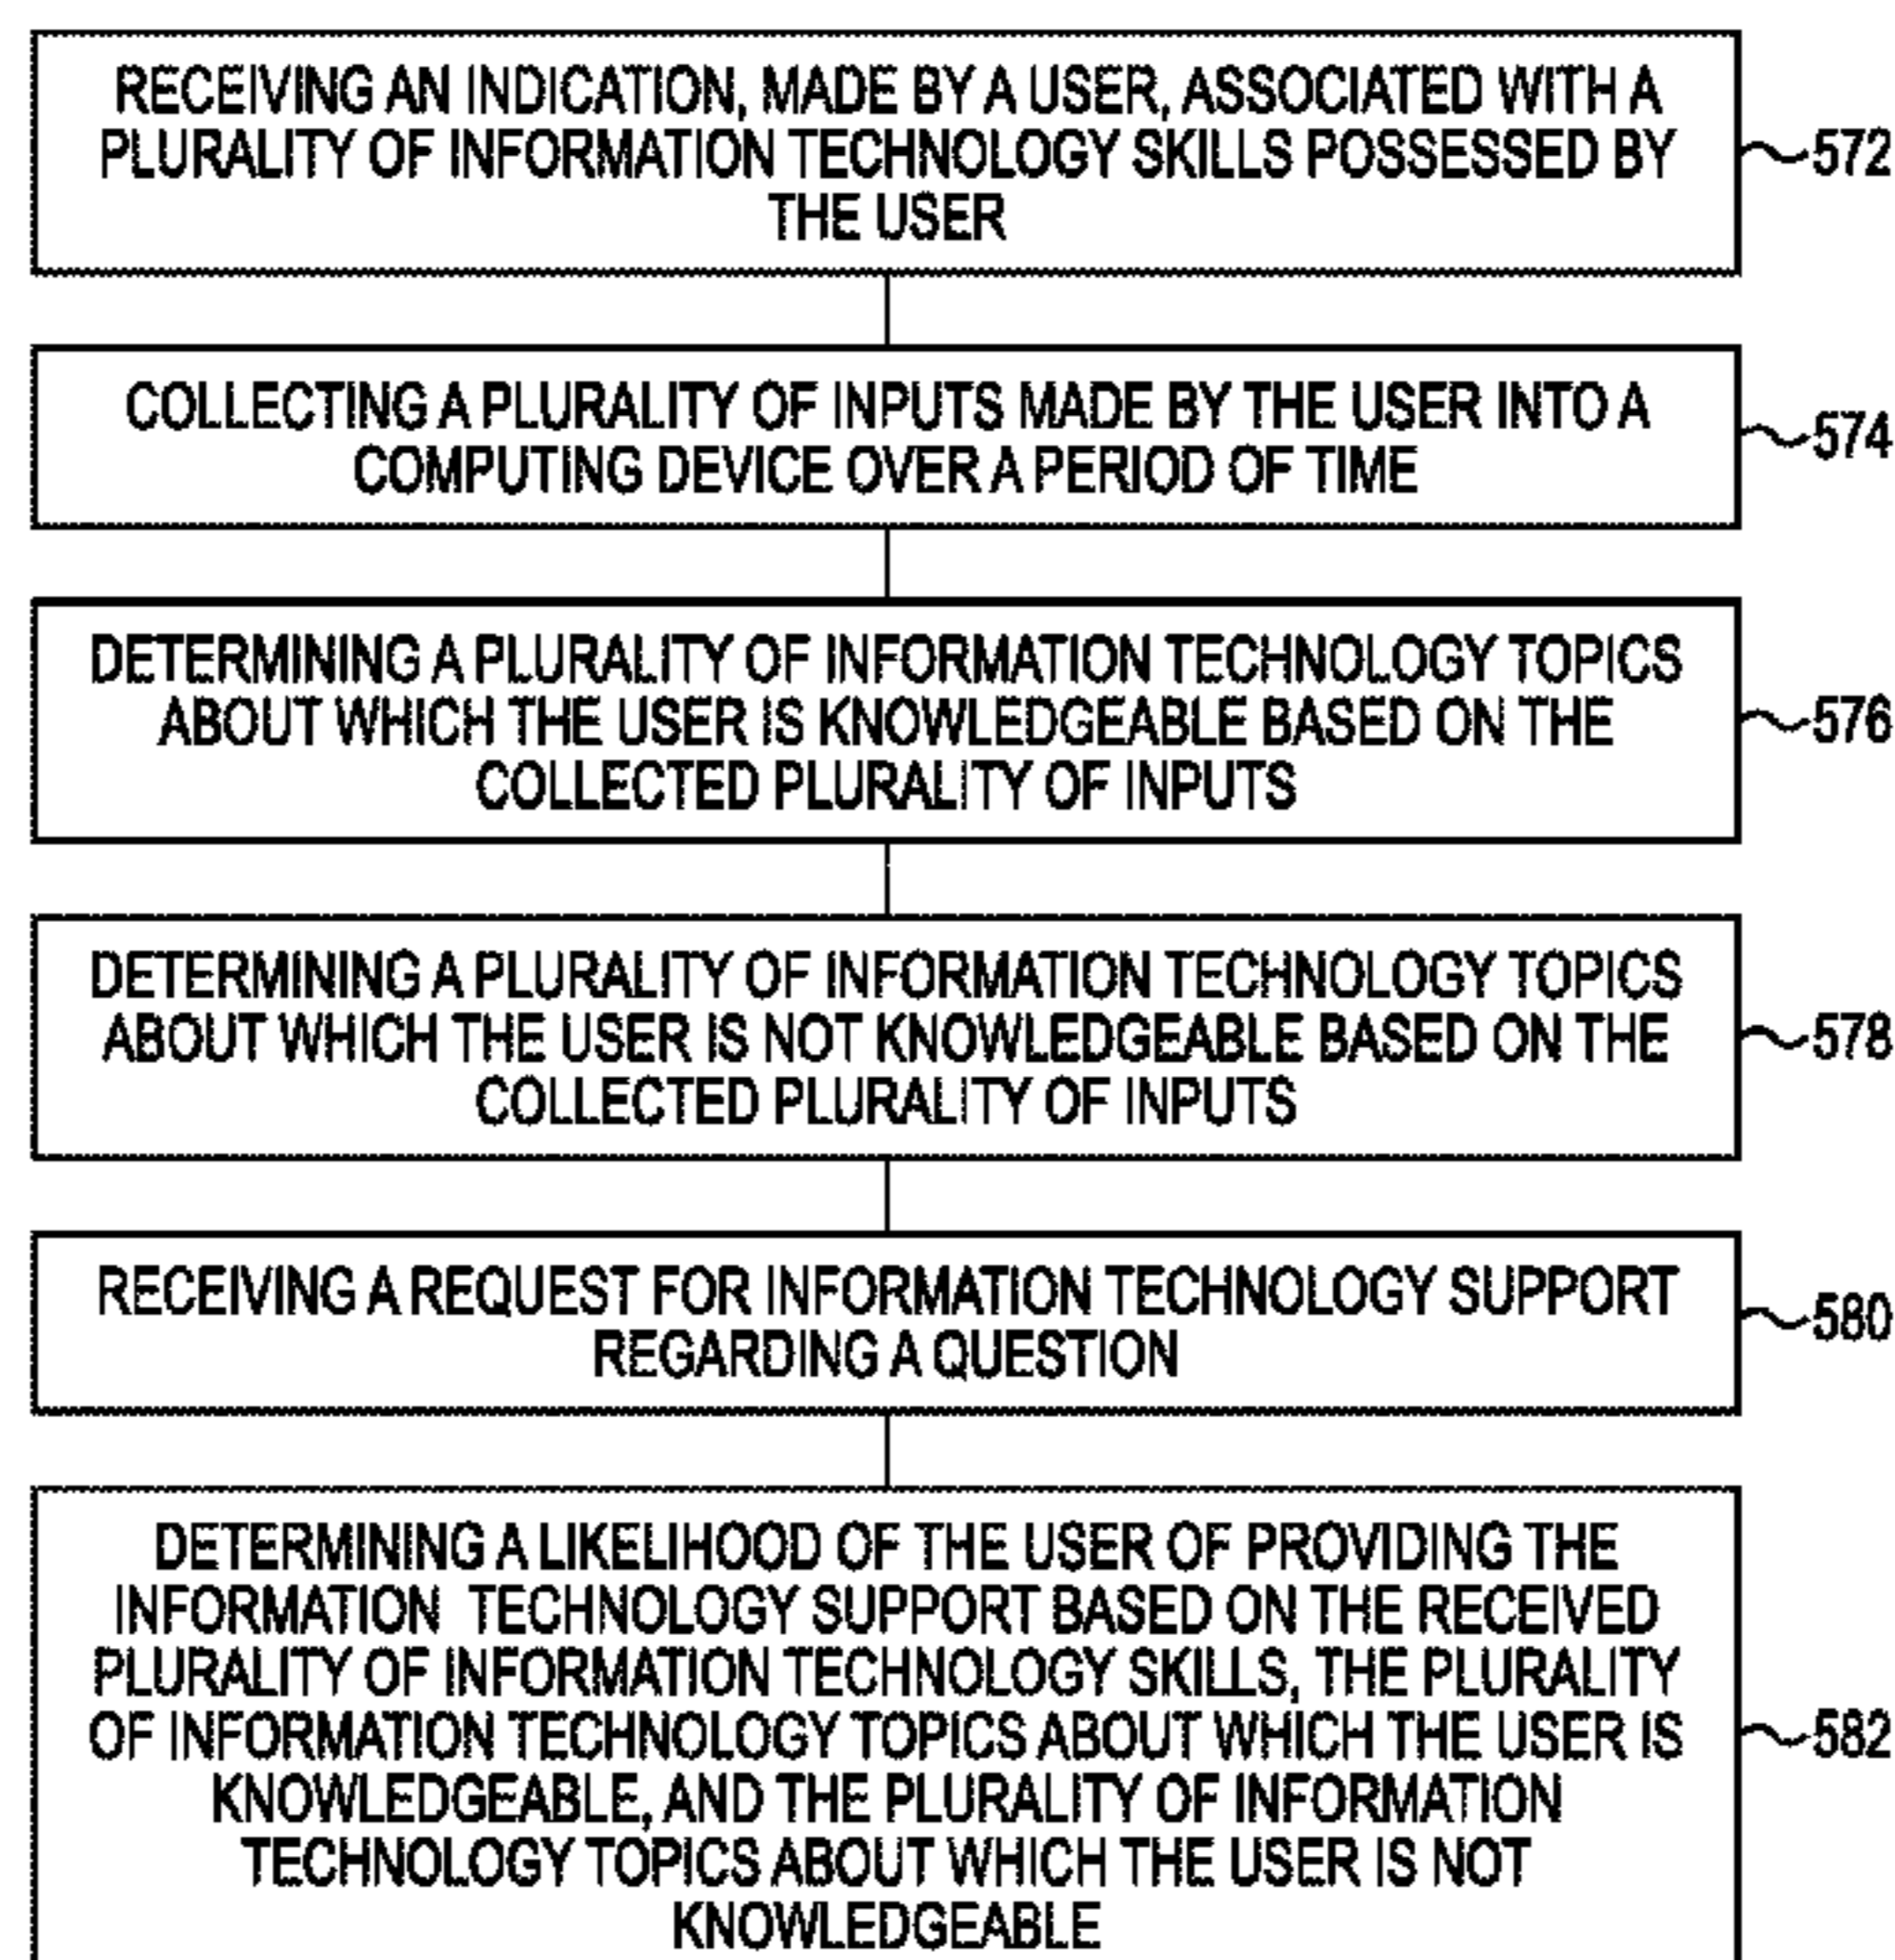 RECEIVING AN INDICATION, MADE BY A USER, ASSOCIATED WITH A
PLURALITY OF INFORMATION TECHNOLOGY SKILLS POSSESSED BY
THE USER
572
COLLECTING A PLURALITY OF INPUTS MADE BY THE USER INTO A
COMPUTING DEVICE OVER A PERIOD OF TIME
574
DETERMINING A PLURALITY OF INFORMATION TECHNOLOGY TOPICS
ABOUT WHICH THE USER IS KNOWLEDGEABLE BASED ON THE
COLLECTED PLURALITY OF INPUTS
576
DETERMINING A PLURALITY OF INFORMATION TECHNOLOGY TOPICS
ABOUT WHICH THE USER IS NOT KNOWLEDGEABLE BASED ON THE
COLLECTED PLURALITY OF INPUTS
578
RECEIVING A REQUEST FOR INFORMATION TECHNOLOGY SUPPORT
REGARDING A QUESTION
580
DETERMINING A LIKELIHOOD OF THE USER OF PROVIDING THE
INFORMATION TECHNOLOGY SUPPORT BASED ON THE RECEIVED
PLURALITY OF INFORMATION TECHNOLOGY SKILLS, THE PLURALITY
OF INFORMATION TECHNOLOGY TOPICS ABOUT WHICH THE USER IS
KNOWLEDGEABLE, AND THE PLURALITY OF INFORMATION
TECHNOLOGY TOPICS ABOUT WHICH THE USER IS NOT
KNOWLEDGEABLE
582